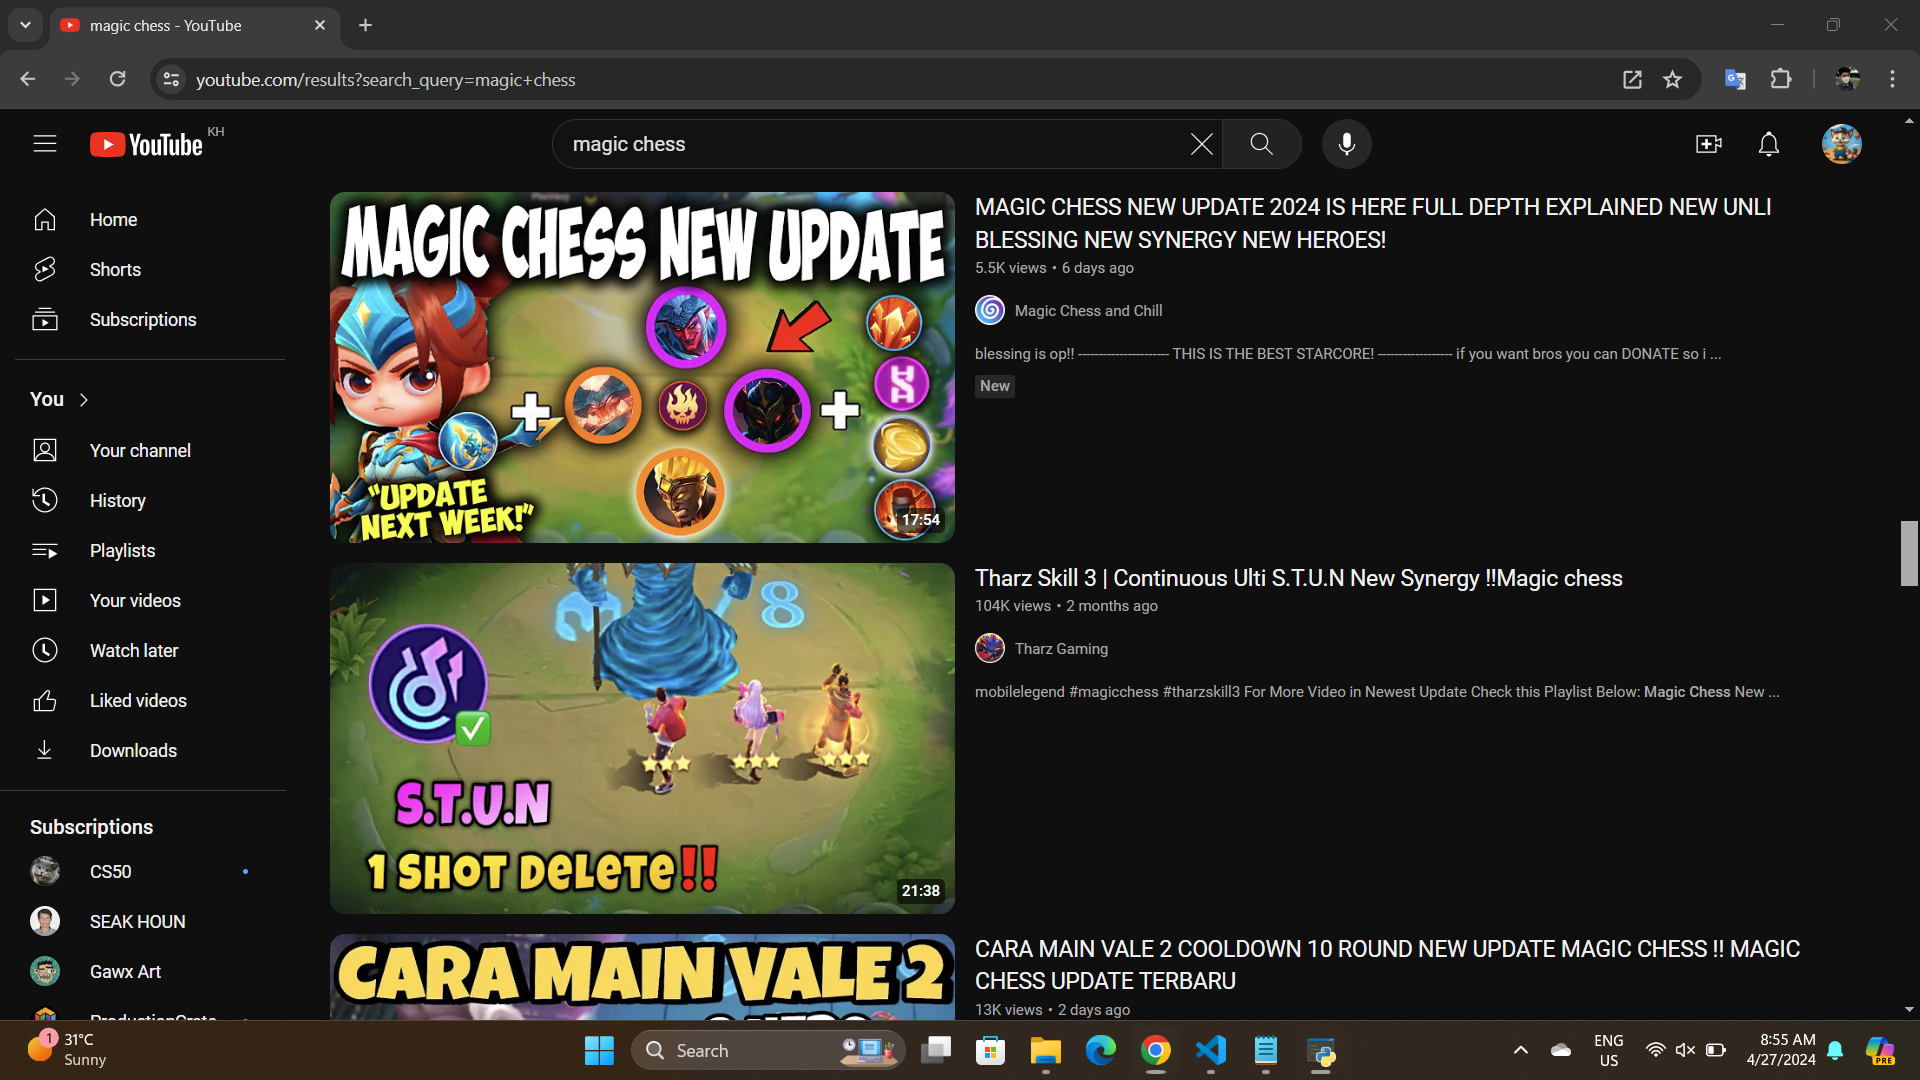 magic chess - YouTube
youtube.com/results?search_query=magic+chess
YouTube KH
magic chess
Home
Shorts
Subscriptions
You
Your channel
History
Playlists
Your videos
Watch later
Liked videos
Downloads
Subscriptions
CS50
SEAK HOUN
Gawx Art
MAGIC CHESS NEW UPDATE
"UPDATE
NEXT WEEK!"
17:54
MAGIC CHESS NEW UPDATE 2024 IS HERE FULL DEPTH EXPLAINED NEW UNLI
BLESSING NEW SYNERGY NEW HEROES!
5.5K views • 6 days ago
Magic Chess and Chill
blessing is op!! --------------------- THIS IS THE BEST STARCORE! ----------------- if you want bros you can DONATE so i ...
New
8
S.T.U.N
1 SHOT DELETE!!
21:38
Tharz Skill 3 | Continuous Ulti S.T.U.N New Synergy !!Magic chess
104K views • 2 months ago
Tharz Gaming
mobilelegend #magicchess #tharzskill3 For More Video in Newest Update Check this Playlist Below: Magic Chess New ...
CARA MAIN VALE 2
CARA MAIN VALE 2 COOLDOWN 10 ROUND NEW UPDATE MAGIC CHESS !! MAGIC
CHESS UPDATE TERBARU
13K views • 2 days ago
1
31°C
Sunny
Search
ENG
US
8:55 AM
4/27/2024
PRE